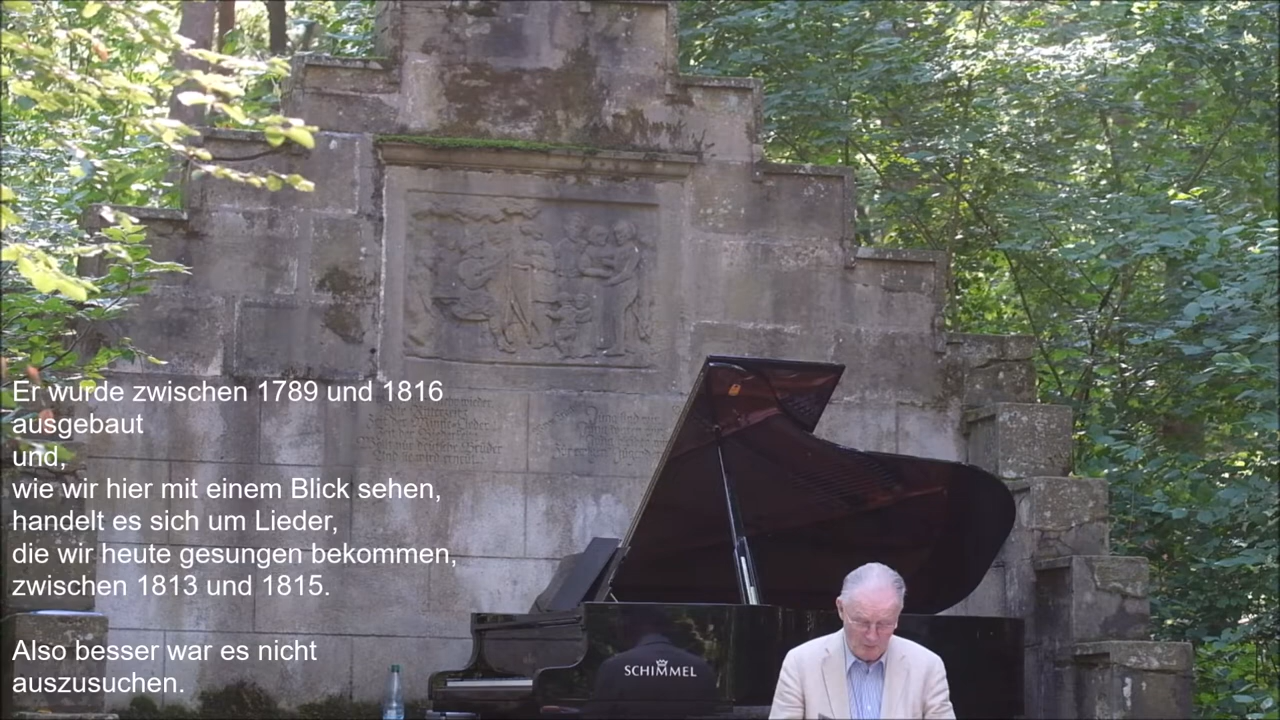 Er wurde zwischen 1789 und 1816
ausgebaut
und,
wie wir hier mit einem Blick sehen,
handelt es sich um Lieder,
die wir heute gesungen bekommen,
zwischen 1813 und 1815.
Also besser war es nicht
auszusuchen.
SCHIMMEL